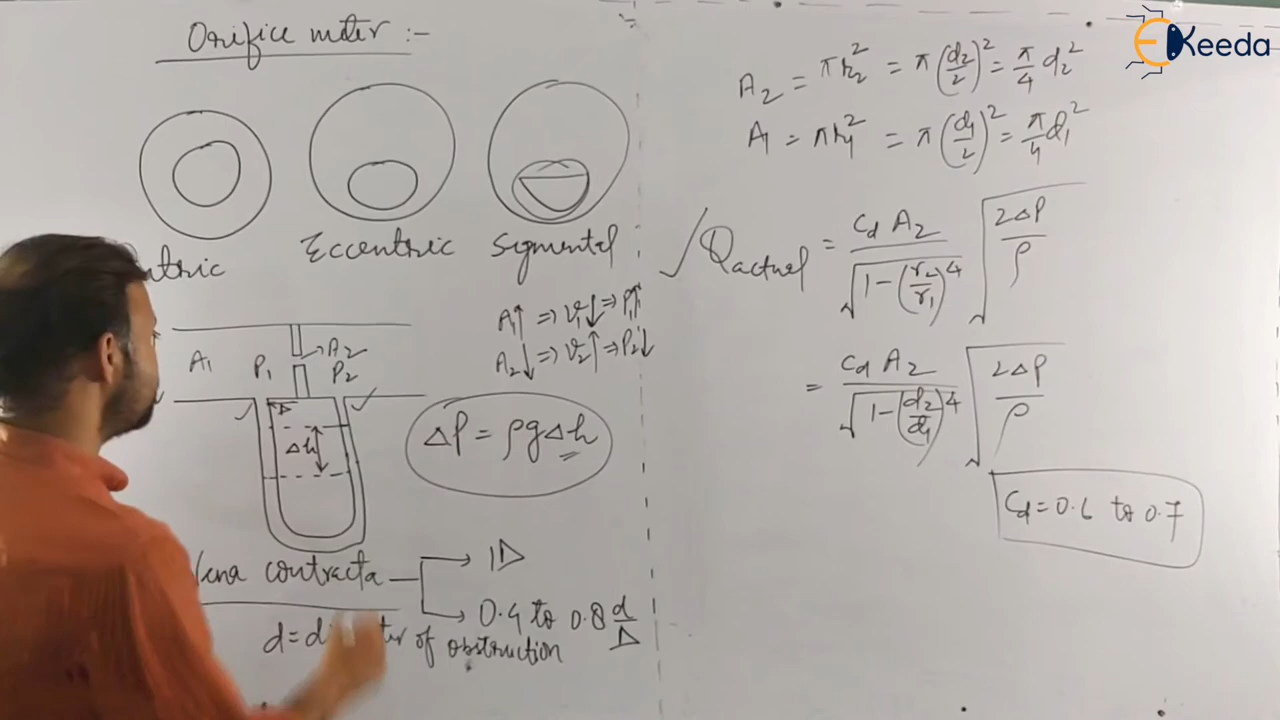 Orifice meter :-
Eccentric Segmental
A₁↑ ⇒ v₁↓ ⇒ P₁↑
A₂↓ ⇒ v₂↑ ⇒ P₂↓
A₁ P₁ →A₂ P₂
Δh
ΔP = ρgΔh
contracta → 1D
→ 0.4 to 0.8 d/D
d = of obstruction
A₂ = πr₂² = π(d₂/2)² = π/4 d₂²
A₁ = πr₁² = π(d₁/2)² = π/4 d₁²
✓ Qactual = Cd A₂ / √(1-(r₂/r₁)⁴) √(2ΔP/ρ)
= Cd A₂ / √(1-(d₂/d₁)⁴) √(2ΔP/ρ)
Cd = 0.6 to 0.7
EKeeda